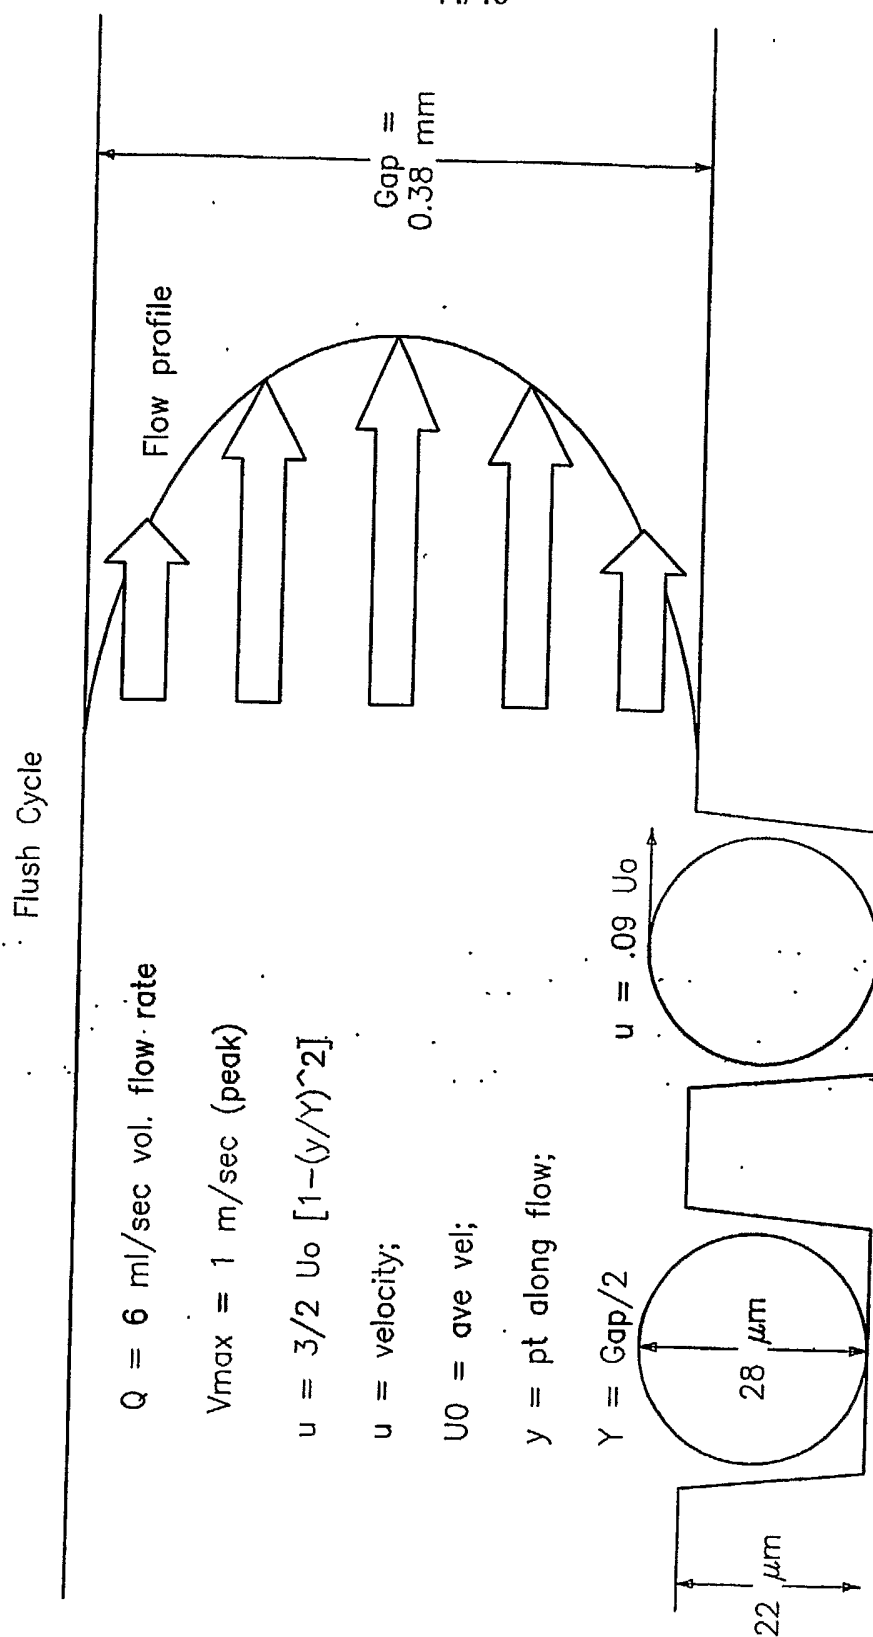 Flush Cycle
Q = 6 ml/sec vol. flow rate
Vmax = 1 m/sec (peak)
u = 3/2 Uo [1-(y/Y)^2]
u = velocity;
U0 = ave vel;
y = pt along flow;
Y = Gap/2
Flow profile
Gap =
0.38 mm
u = .09 Uo
28 μm
22 μm